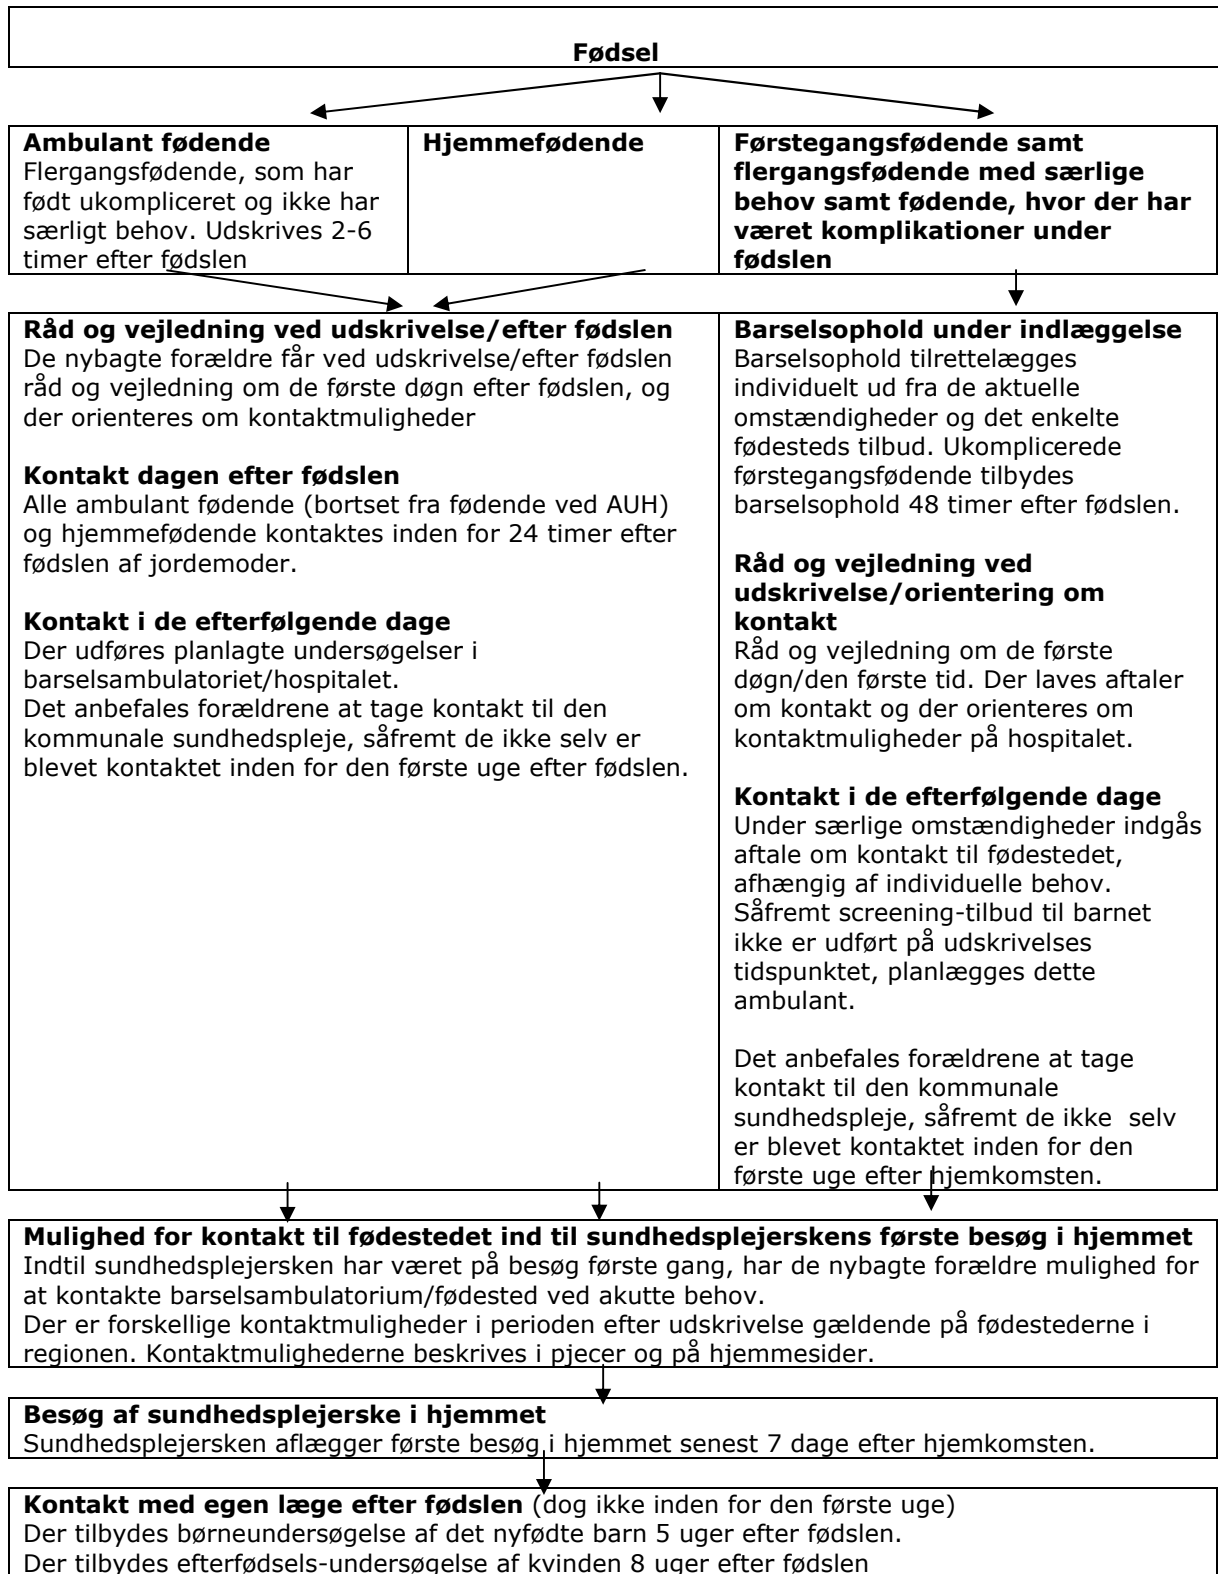 Fødsel
Ambulant fødende
Flergangsfødende, som har
født ukompliceret og ikke har
særligt behov. Udskrives 2-6
timer efter fødslen
Hjemmefødende
Førstegangsfødende samt
flergangsfødende med særlige
behov samt fødende, hvor der har
været komplikationer under
fødslen
Råd og vejledning ved udskrivelse/efter fødslen
De nybagte forældre får ved udskrivelse/efter fødslen
råd og vejledning om de første døgn efter fødslen, og
der orienteres om kontaktmuligheder
Kontakt dagen efter fødslen
Alle ambulant fødende (bortset fra fødende ved AUH)
og hjemmefødende kontaktes inden for 24 timer efter
fødslen af jordemoder.
Kontakt i de efterfølgende dage
Der udføres planlagte undersøgelser i
barselsambulatoriet/hospitalet.
Det anbefales forældrene at tage kontakt til den
kommunale sundhedspleje, såfremt de ikke selv er
blevet kontaktet inden for den første uge efter fødslen.
Barselsophold under indlæggelse
Barselsophold tilrettelægges
individuelt ud fra de aktuelle
omstændigheder og det enkelte
fødesteds tilbud. Ukomplicerede
førstegangsfødende tilbydes
barselsophold 48 timer efter fødslen.
Råd og vejledning ved
udskrivelse/orientering om
kontakt
Råd og vejledning om de første
døgn/den første tid. Der laves aftaler
om kontakt og der orienteres om
kontaktmuligheder på hospitalet.
Kontakt i de efterfølgende dage
Under særlige omstændigheder indgås
aftale om kontakt til fødestedet,
afhængig af individuelle behov.
Såfremt screening-tilbud til barnet
ikke er udført på udskrivelses
tidspunktet, planlægges dette
ambulant.
Det anbefales forældrene at tage
kontakt til den kommunale
sundhedspleje, såfremt de ikke  selv
er blevet kontaktet inden for den
første uge efter hjemkomsten.
Mulighed for kontakt til fødestedet ind til sundhedsplejerskens første besøg i hjemmet
Indtil sundhedsplejersken har været på besøg første gang, har de nybagte forældre mulighed for
at kontakte barselsambulatorium/fødested ved akutte behov.
Der er forskellige kontaktmuligheder i perioden efter udskrivelse gældende på fødestederne i
regionen. Kontaktmulighederne beskrives i pjecer og på hjemmesider.
Besøg af sundhedsplejerske i hjemmet
Sundhedsplejersken aflægger første besøg i hjemmet senest 7 dage efter hjemkomsten.
Kontakt med egen læge efter fødslen (dog ikke inden for den første uge)
Der tilbydes børneundersøgelse af det nyfødte barn 5 uger efter fødslen.
Der tilbydes efterfødsels-undersøgelse af kvinden 8 uger efter fødslen